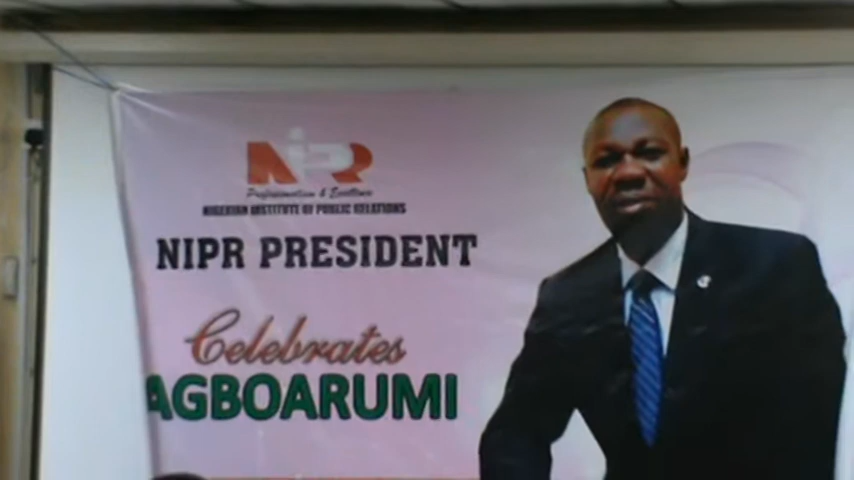 NiPR
Professionalism & Excellence
NIGERIAN INSTITUTE OF PUBLIC RELATIONS
NIPR PRESIDENT
Celebrates
AGBOARUMI